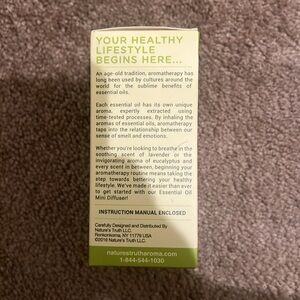 YOUR HEALTHY
LIFESTYLE
BEGINS HERE...
An age-old tradition, aromatherapy has
long been used by cultures around the
world for the sublime benefits of
essential oils.
Each essential oil has its own unique
aroma, expertly extracted using
time-tested processes. By inhaling the
aromas of essential oils, aromatherapy
taps into the relationship between our
sense of smell and emotions.
Whether you're looking to breathe in the
soothing scent of lavender or the
invigorating aroma of eucalyptus and
every scent in between, beginning your
aromatherapy routine means taking the
step towards bettering your healthy
lifestyle. We've made it easier than ever
to get started with our Essential Oil
Mini Diffuser!
INSTRUCTION MANUAL ENCLOSED
Carefully Designed and Distributed By
Nature's Truth LLC.
Ronkonkoma, NY 11779 USA
©2018 Nature's Truth LLC.
naturestrutharoma.com
1-844-544-1030